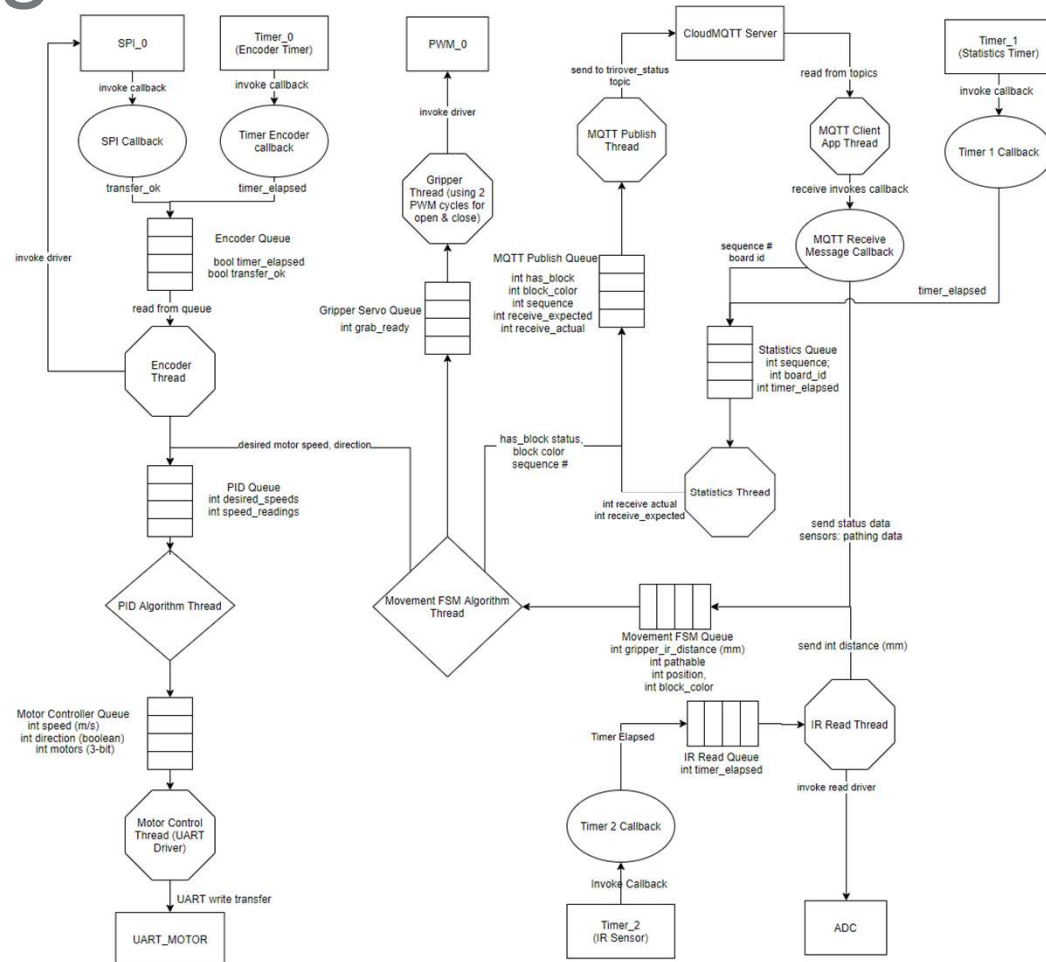 SPI_0
Timer_0
(Encoder Timer)
PWM_0
CloudMQTT Server
Timer_1
(Statistics Timer)
invoke callback
invoke callback
send to trirover_status
topic
read from topics
invoke callback
SPI Callback
Timer Encoder
callback
invoke driver
MQTT Publish
Thread
MQTT Client
App Thread
Timer 1 Callback
transfer_ok
timer_elapsed
Gripper
Thread (using 2
PWM cycles for
open & close)
receive invokes callback
Encoder Queue
bool timer_elapsed
bool transfer_ok
invoke driver
MQTT Publish Queue
int has_block
int block_color
int sequence
int receive_expected
int receive_actual
sequence #
board id
MQTT Receive
Message Callback
timer_elapsed
read from queue
Gripper Servo Queue
int grab_ready
Encoder
Thread
Statistics Queue
int sequence;
int board_id
int timer_elapsed
desired motor speed, direction
has_block status,
block color
sequence #
PID Queue
int desired_speeds
int speed_readings
Statistics Thread
int receive actual
int receive_expected
send status data
sensors: pathing data
PID Algorithm Thread
Movement FSM Algorithm
Thread
Movement FSM Queue
int gripper_ir_distance (mm)
int pathable
int position,
int block_color
send int distance (mm)
Motor Controller Queue
int speed (m/s)
int direction (boolean)
int motors (3-bit)
Timer Elapsed
IR Read Queue
int timer_elapsed
IR Read Thread
invoke read driver
Motor Control
Thread (UART
Driver)
Timer 2 Callback
UART write transfer
Invoke Callback
UART_MOTOR
Timer_2
(IR Sensor)
ADC